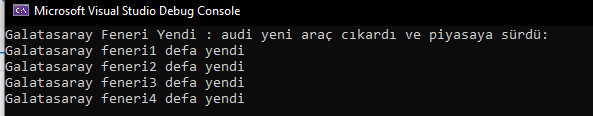 Microsoft Visual Studio Debug Console
Galatasaray Feneri Yendi : audi yeni araç cıkardı ve piyasaya sürdü:
Galatasaray feneri1 defa yendi
Galatasaray feneri2 defa yendi
Galatasaray feneri3 defa yendi
Galatasaray feneri4 defa yendi